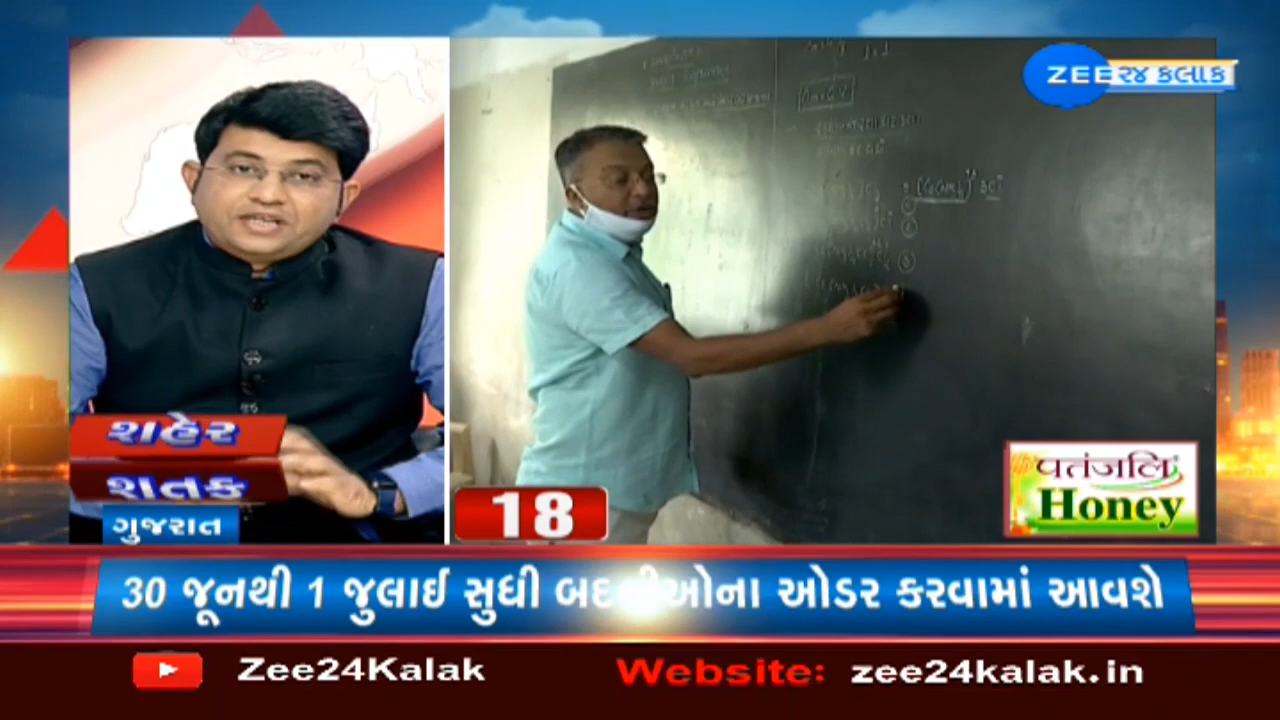 ZEE ૨૪ કલાક
શહેર
શતક
ગુજરાત
18
પતંજલિ
Honey
30 જૂનથી 1 જુલાઈ સુધી બદલીઓના ઓડર કરવામાં આવશે
Zee24Kalak
Website: zee24kalak.in